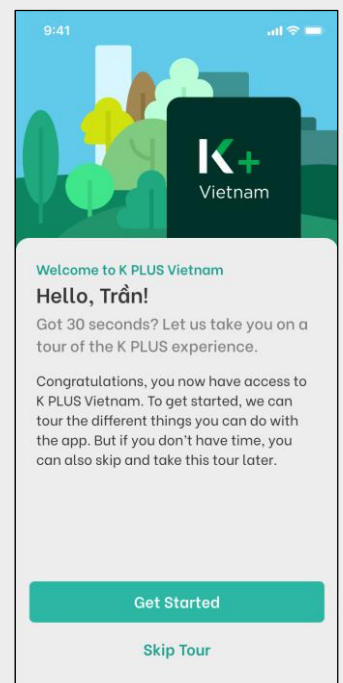 9:41
K+
Vietnam
Welcome to K PLUS Vietnam
Hello, Trần!
Got 30 seconds? Let us take you on a
tour of the K PLUS experience.
Congratulations, you now have access to
K PLUS Vietnam. To get started, we can
tour the different things you can do with
the app. But if you don't have time, you
can also skip and take this tour later.
Get Started
Skip Tour